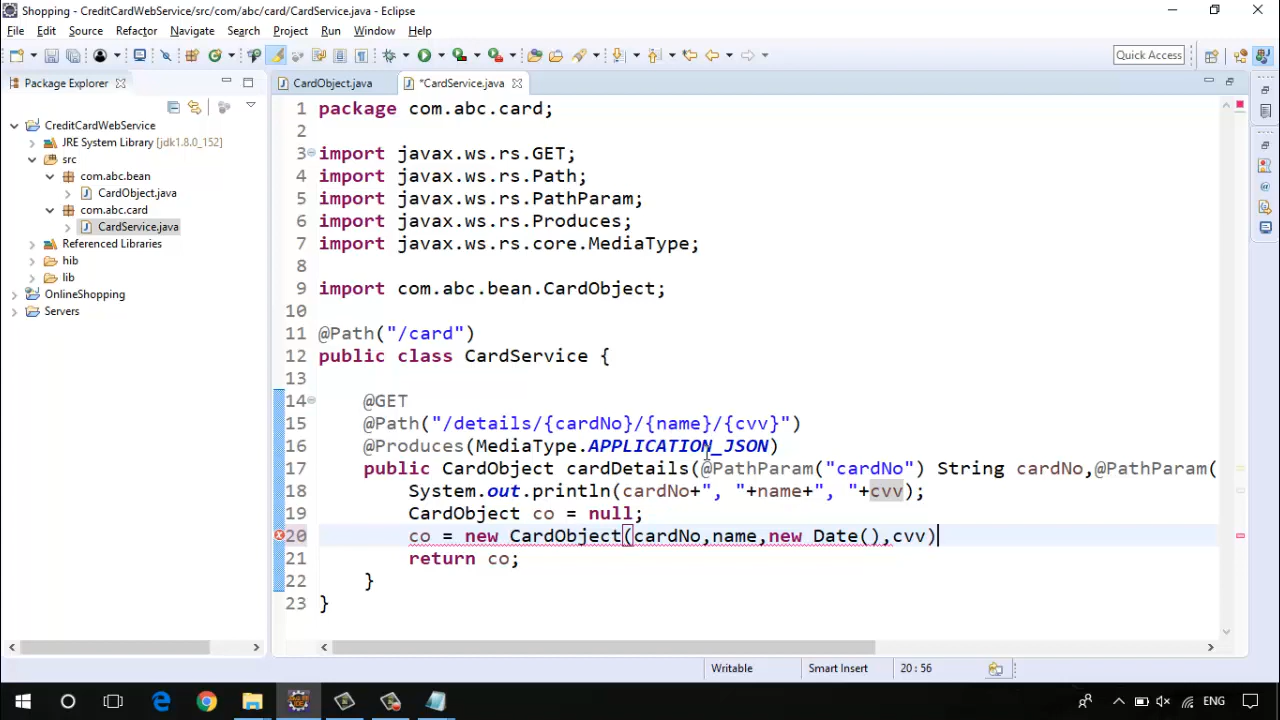 Shopping - CreditCardWebService/src/com/abc/card/CardService.java - Eclipse
File Edit Source Refactor Navigate Search Project Run Window Help
Quick Access
Package Explorer
CardObject.java
*CardService.java
CreditCardWebService
JRE System Library [jdk1.8.0_152]
src
com.abc.bean
CardObject.java
com.abc.card
CardService.java
Referenced Libraries
hib
lib
OnlineShopping
Servers
1 package com.abc.card;
2
3 import javax.ws.rs.GET;
4 import javax.ws.rs.Path;
5 import javax.ws.rs.PathParam;
6 import javax.ws.rs.Produces;
7 import javax.ws.rs.core.MediaType;
8
9 import com.abc.bean.CardObject;
10
11 @Path("/card")
12 public class CardService {
13
14 @GET
15 @Path("/details/{cardNo}/{name}/{cvv}")
16 @Produces(MediaType.APPLICATION_JSON)
17 public CardObject cardDetails(@PathParam("cardNo") String cardNo,@PathParam(
18 System.out.println(cardNo+", "+name+", "+cvv);
19 CardObject co = null;
20 co = new CardObject(cardNo,name,new Date(),cvv)
21 return co;
22 }
23 }
Writable Smart Insert 20 : 56
ENG